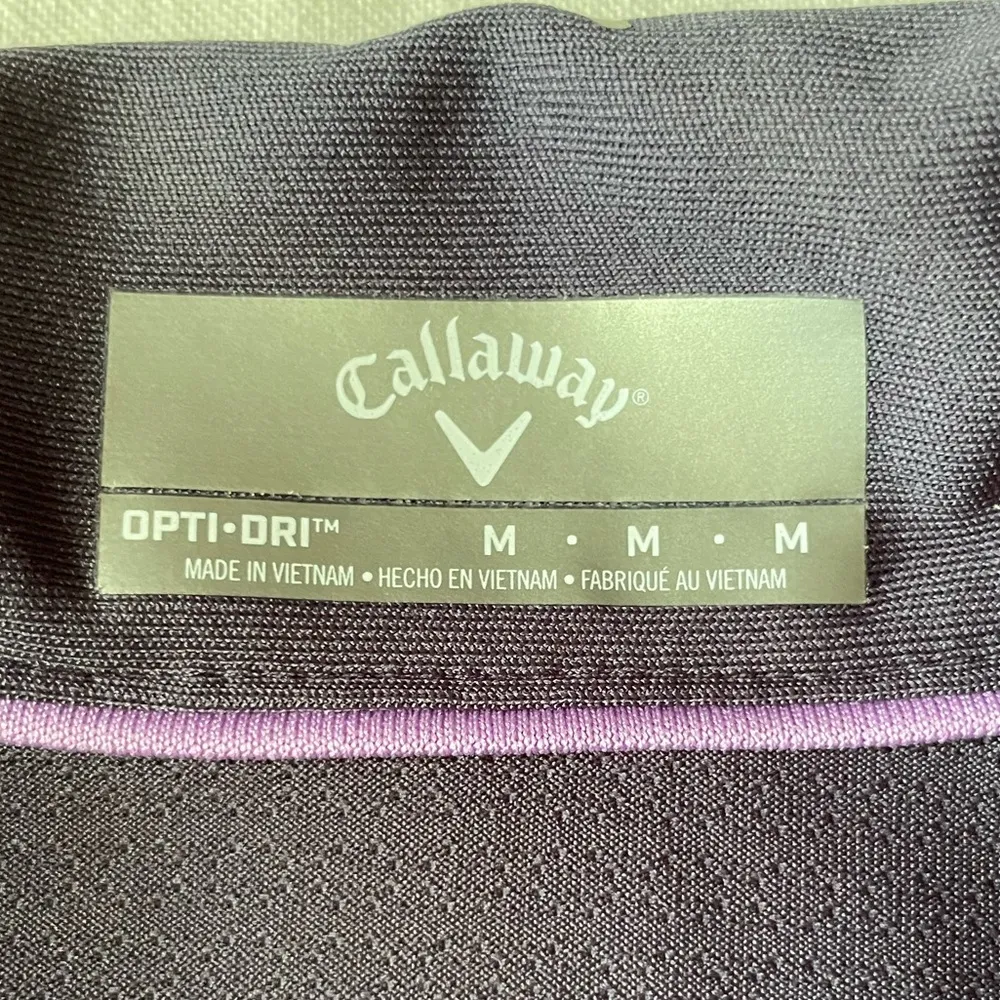 Callaway®
OPTI•DRI™ M • M • M
MADE IN VIETNAM • HECHO EN VIETNAM • FABRIQUÉ AU VIETNAM